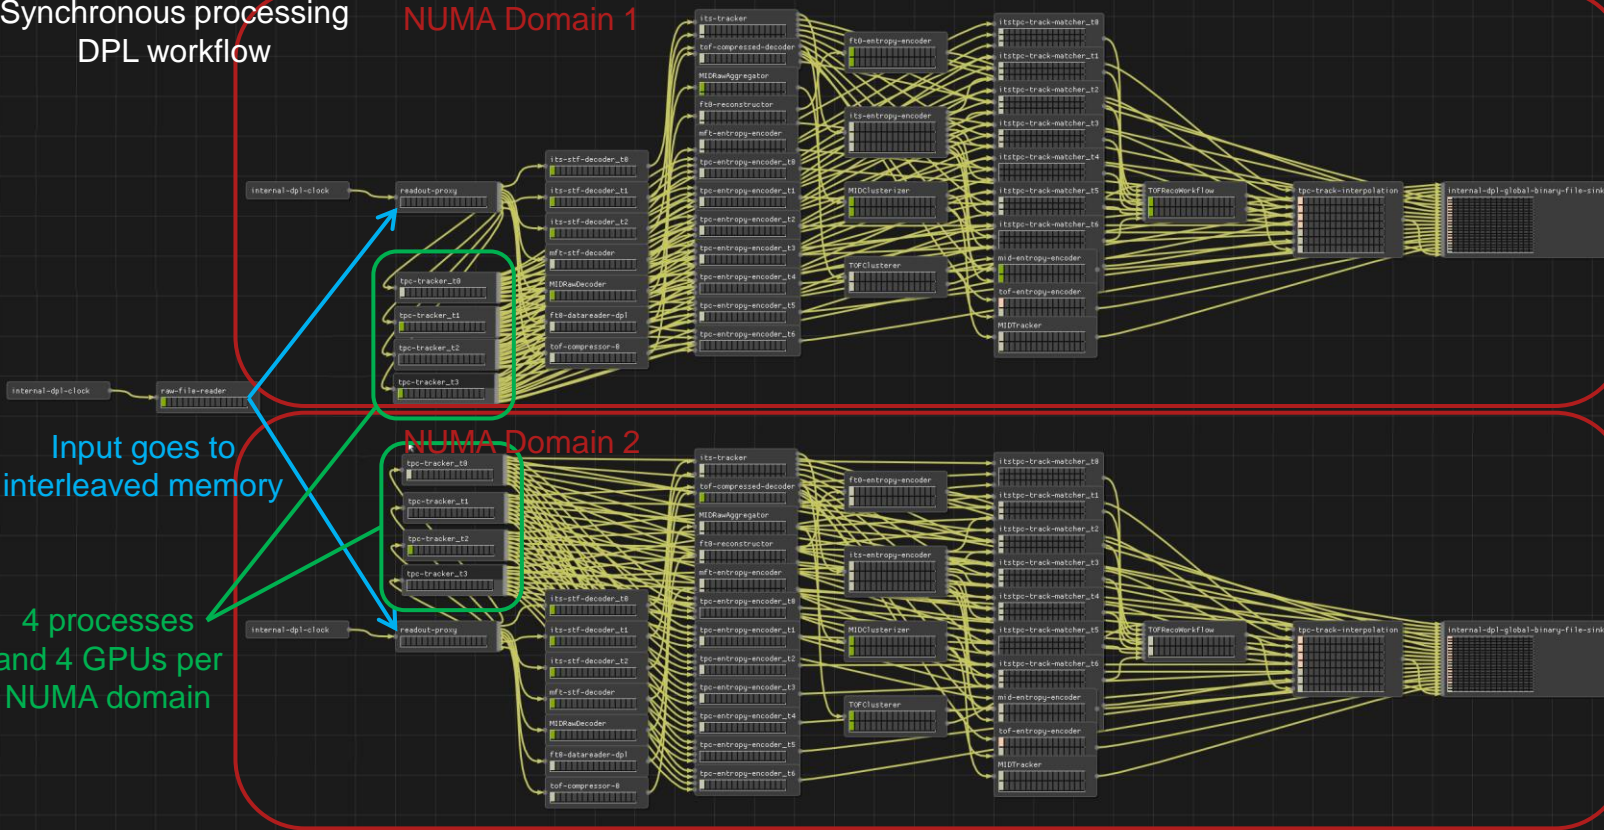 Synchronous processing
DPL workflow
NUMA Domain 1
internal-dpl-clock
readout-proxy
tpc-tracker_t0
tpc-tracker_t1
tpc-tracker_t2
tpc-tracker_t3
its-stf-decoder_t0
its-stf-decoder_t1
its-stf-decoder_t2
mft-stf-decoder
MIDRawDecoder
ft0-datareader-dpl
tof-compressor-0
its-tracker
tof-compressed-decoder
MIDRawAggregator
ft0-reconstructor
mft-entropy-encoder
tpc-entropy-encoder_t0
tpc-entropy-encoder_t1
tpc-entropy-encoder_t2
tpc-entropy-encoder_t3
tpc-entropy-encoder_t4
tpc-entropy-encoder_t5
tpc-entropy-encoder_t6
ft0-entropy-encoder
its-entropy-encoder
MIDClusterizer
TOFClusterer
itstpc-track-matcher_t0
itstpc-track-matcher_t1
itstpc-track-matcher_t2
itstpc-track-matcher_t3
itstpc-track-matcher_t4
itstpc-track-matcher_t5
itstpc-track-matcher_t6
mid-entropy-encoder
tof-entropy-encoder
MIDTracker
TOFRecoWorkflow
tpc-track-interpolation
internal-dpl-global-binary-file-sink
internal-dpl-clock
raw-file-reader
Input goes to
interleaved memory
4 processes
and 4 GPUs per
NUMA domain
NUMA Domain 2
tpc-tracker_t0
tpc-tracker_t1
tpc-tracker_t2
tpc-tracker_t3
internal-dpl-clock
readout-proxy
its-stf-decoder_t0
its-stf-decoder_t1
its-stf-decoder_t2
mft-stf-decoder
MIDRawDecoder
ft0-datareader-dpl
tof-compressor-0
its-tracker
tof-compressed-decoder
MIDRawAggregator
ft0-reconstructor
mft-entropy-encoder
tpc-entropy-encoder_t0
tpc-entropy-encoder_t1
tpc-entropy-encoder_t2
tpc-entropy-encoder_t3
tpc-entropy-encoder_t4
tpc-entropy-encoder_t5
tpc-entropy-encoder_t6
ft0-entropy-encoder
its-entropy-encoder
MIDClusterizer
TOFClusterer
itstpc-track-matcher_t0
itstpc-track-matcher_t1
itstpc-track-matcher_t2
itstpc-track-matcher_t3
itstpc-track-matcher_t4
itstpc-track-matcher_t5
itstpc-track-matcher_t6
mid-entropy-encoder
tof-entropy-encoder
MIDTracker
TOFRecoWorkflow
tpc-track-interpolation
internal-dpl-global-binary-file-sink